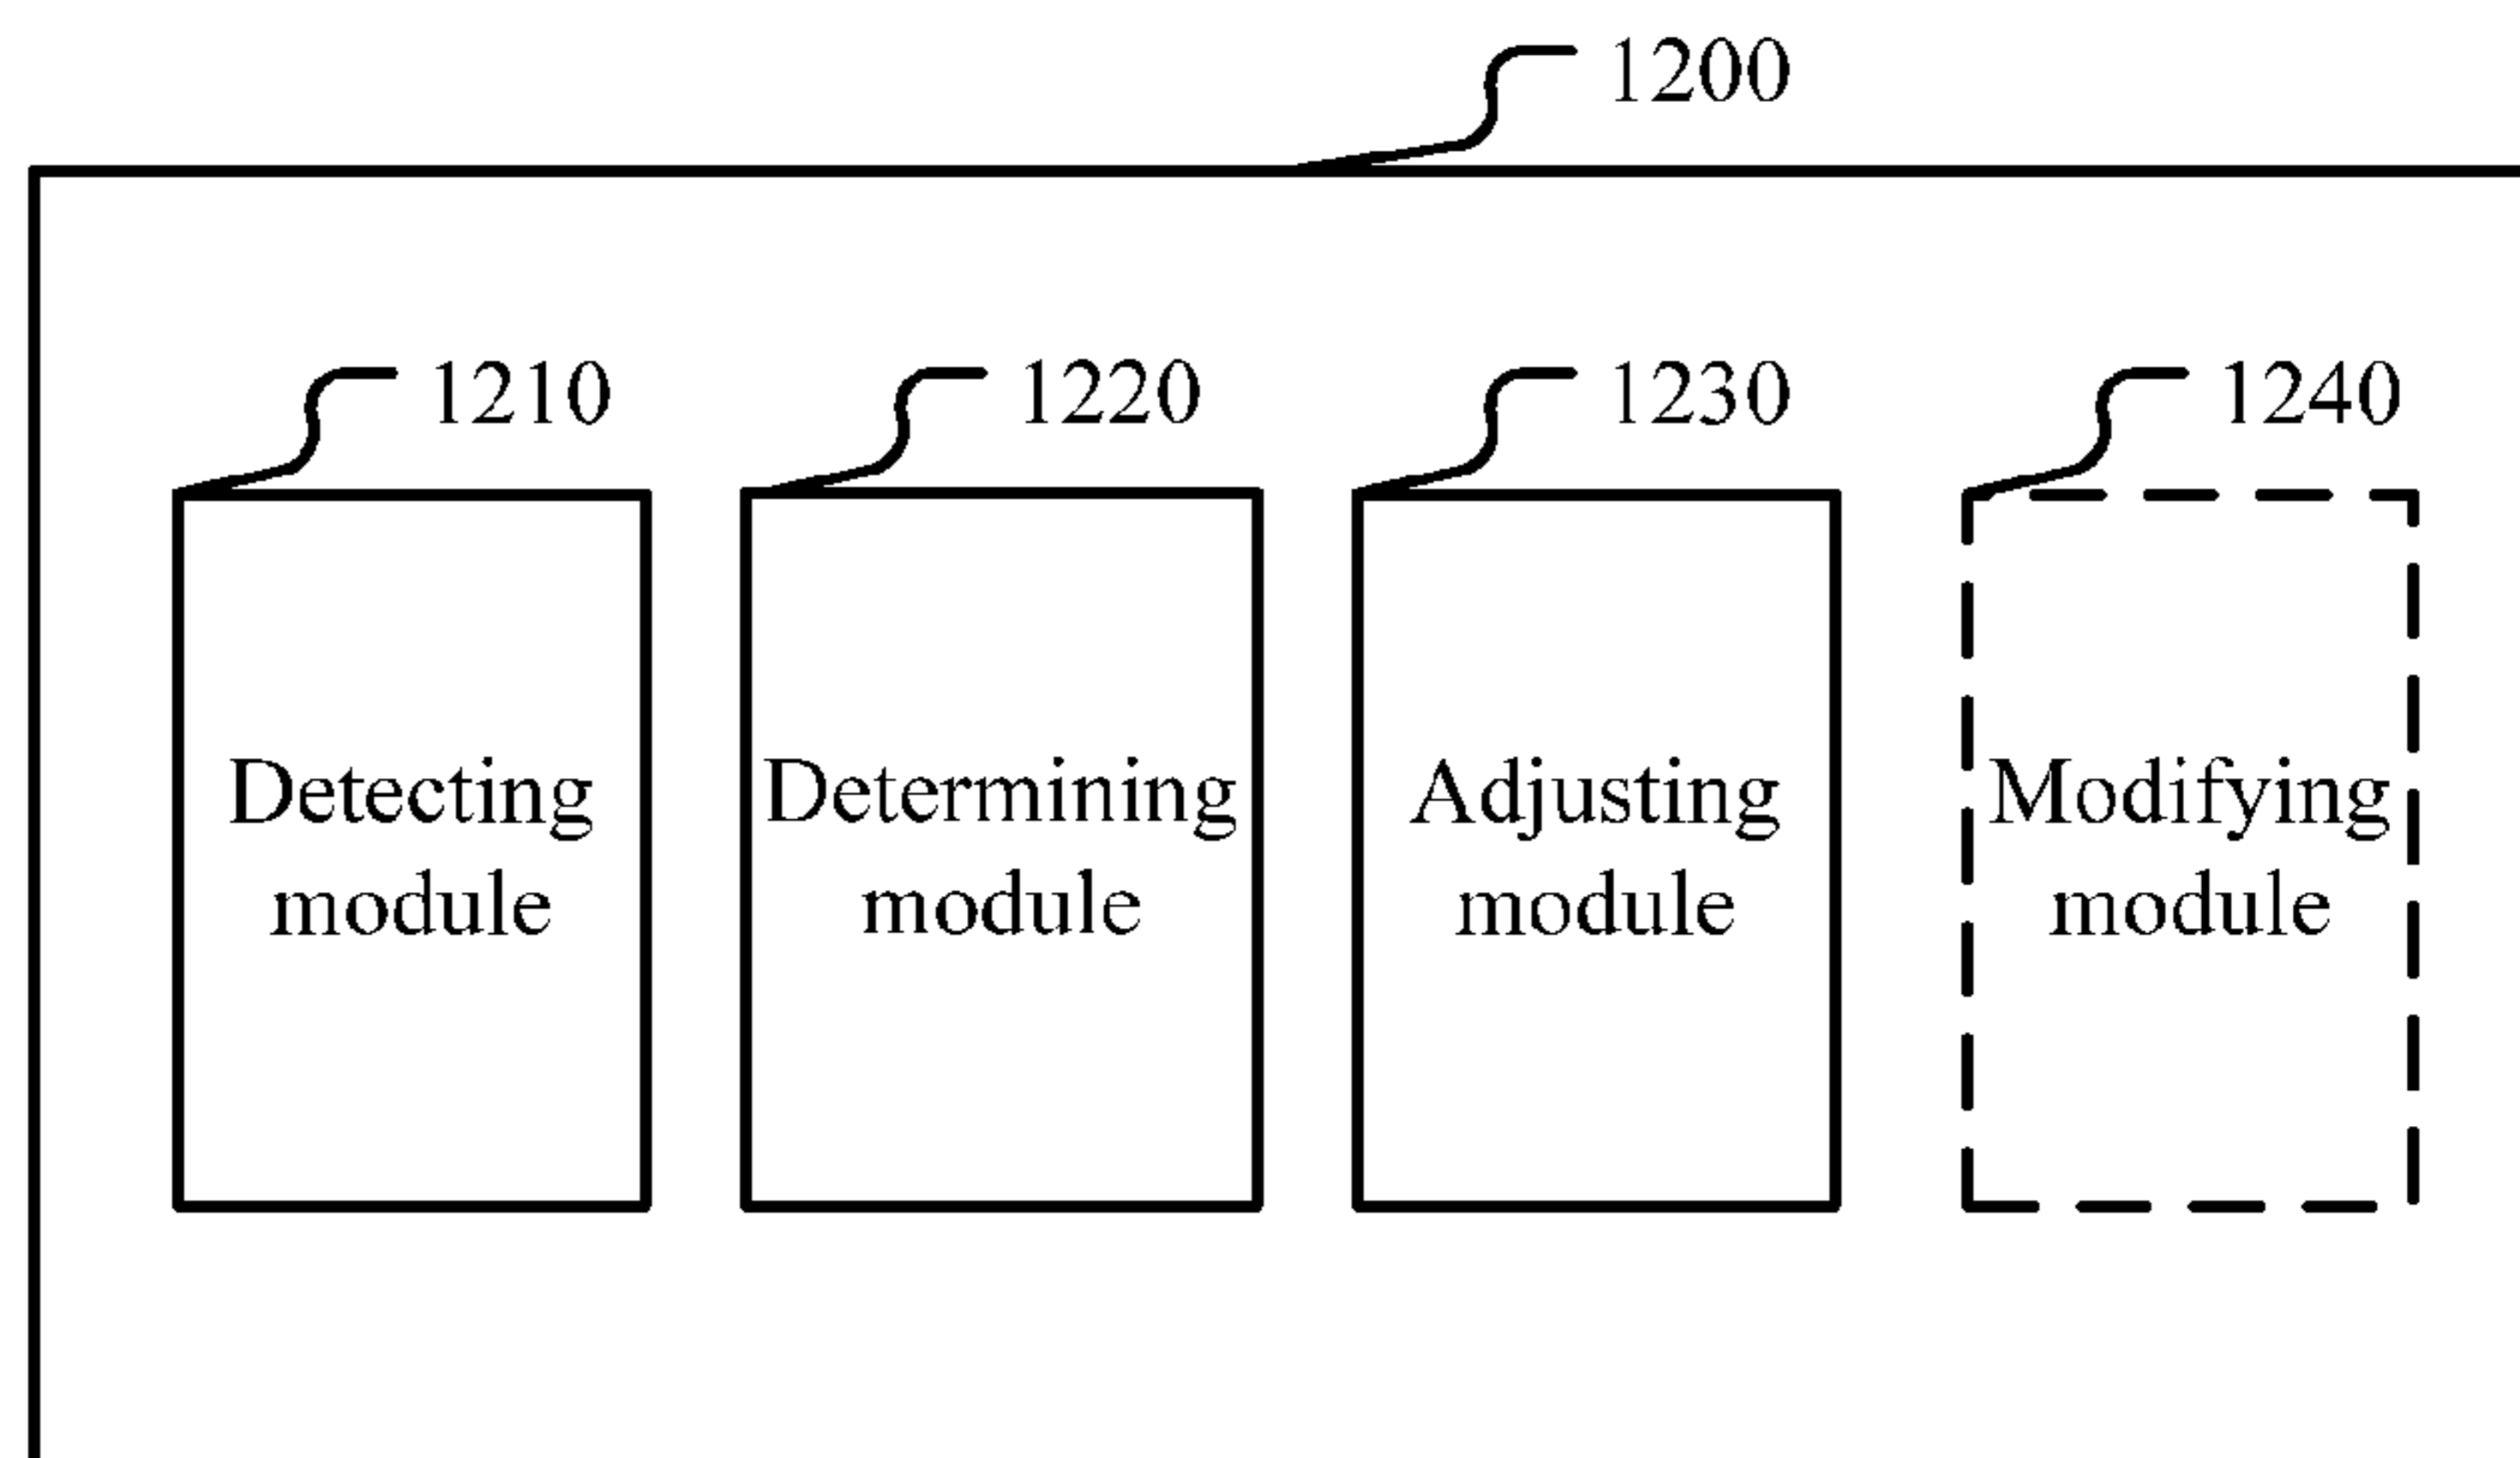 1200
1210
1220
1230
1240
Detecting
module
Determining
module
Adjusting
module
Modifying
module